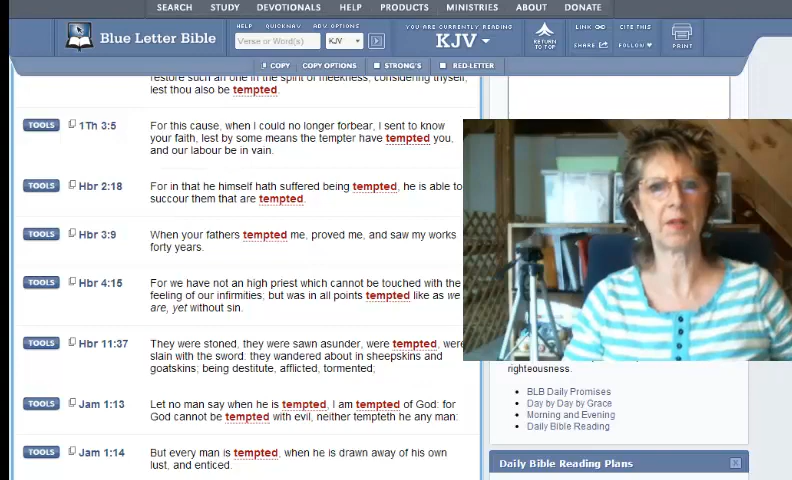 SEARCH STUDY DEVOTIONALS HELP PRODUCTS MINISTRIES ABOUT DONATE
Blue Letter Bible
HELP QUICKNAV ADV OPTIONS
Verse or Word(s) KJV
YOU ARE CURRENTLY READING
KJV
RETURN TO TOP
LINK CITE THIS
SHARE FOLLOW
PRINT
COPY COPY OPTIONS STRONG'S RED-LETTER
restore such an one in the spirit of meekness; considering thyself,
lest thou also be tempted.
TOOLS 1Th 3:5 For this cause, when I could no longer forbear, I sent to know
your faith, lest by some means the tempter have tempted you,
and our labour be in vain.
TOOLS Hbr 2:18 For in that he himself hath suffered being tempted, he is able to
succour them that are tempted.
TOOLS Hbr 3:9 When your fathers tempted me, proved me, and saw my works
forty years.
TOOLS Hbr 4:15 For we have not an high priest which cannot be touched with the
feeling of our infirmities; but was in all points tempted like as we
are, yet without sin.
TOOLS Hbr 11:37 They were stoned, they were sawn asunder, were tempted, were
slain with the sword: they wandered about in sheepskins and
goatskins; being destitute, afflicted, tormented;
TOOLS Jam 1:13 Let no man say when he is tempted, I am tempted of God: for
God cannot be tempted with evil, neither tempteth he any man:
TOOLS Jam 1:14 But every man is tempted, when he is drawn away of his own
lust, and enticed.
righteousness.
BLB Daily Promises
Day by Day by Grace
Morning and Evening
Daily Bible Reading
Daily Bible Reading Plans